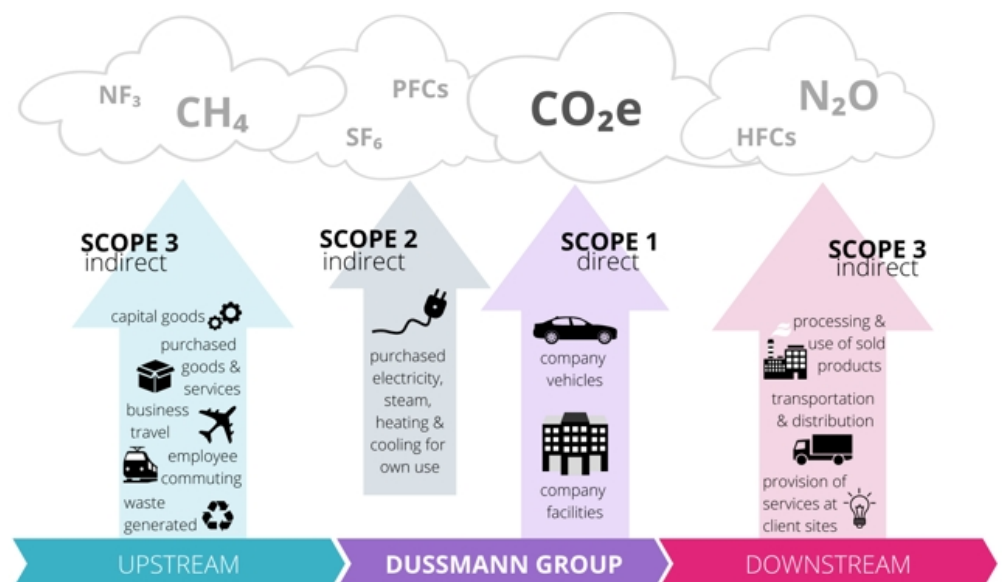 NF₃
CH₄
PFCs
SF₆
CO₂e
N₂O
HFCs
SCOPE 3
indirect
capital goods
purchased
goods &
services
business
travel
employee
commuting
waste
generated
SCOPE 2
indirect
purchased
electricity,
steam,
heating &
cooling for
own use
SCOPE 1
direct
company
vehicles
company
facilities
SCOPE 3
indirect
processing &
use of sold
products
transportation
& distribution
provision of
services at
client sites
UPSTREAM
DUSSMANN GROUP
DOWNSTREAM